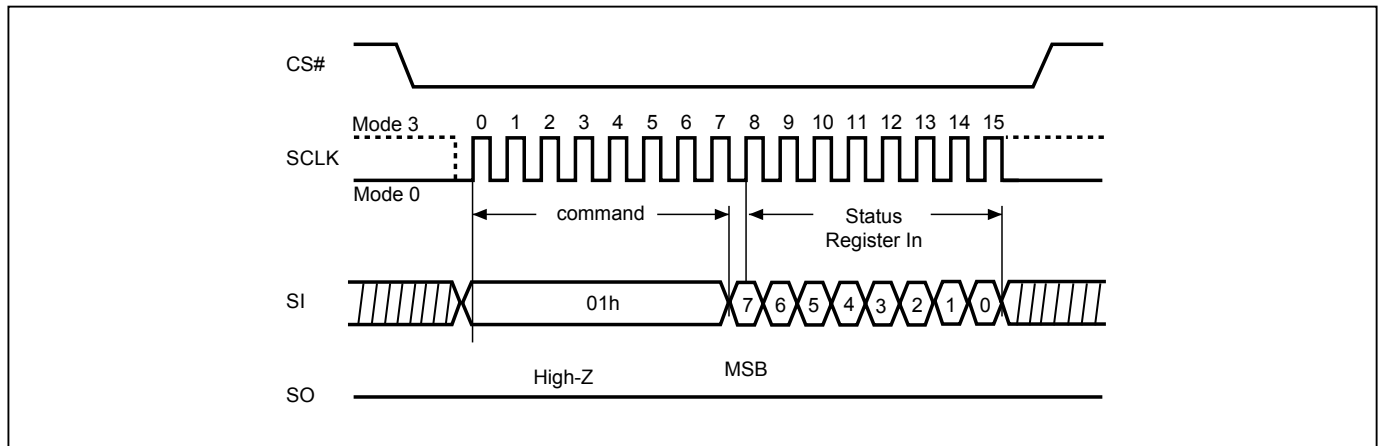 CS#
Mode 3
0 1 2 3 4 5 6 7 8 9 10 11 12 13 14 15
SCLK
Mode 0
command
Status
Register In
SI
01h
7 6 5 4 3 2 1 0
High-Z
MSB
SO